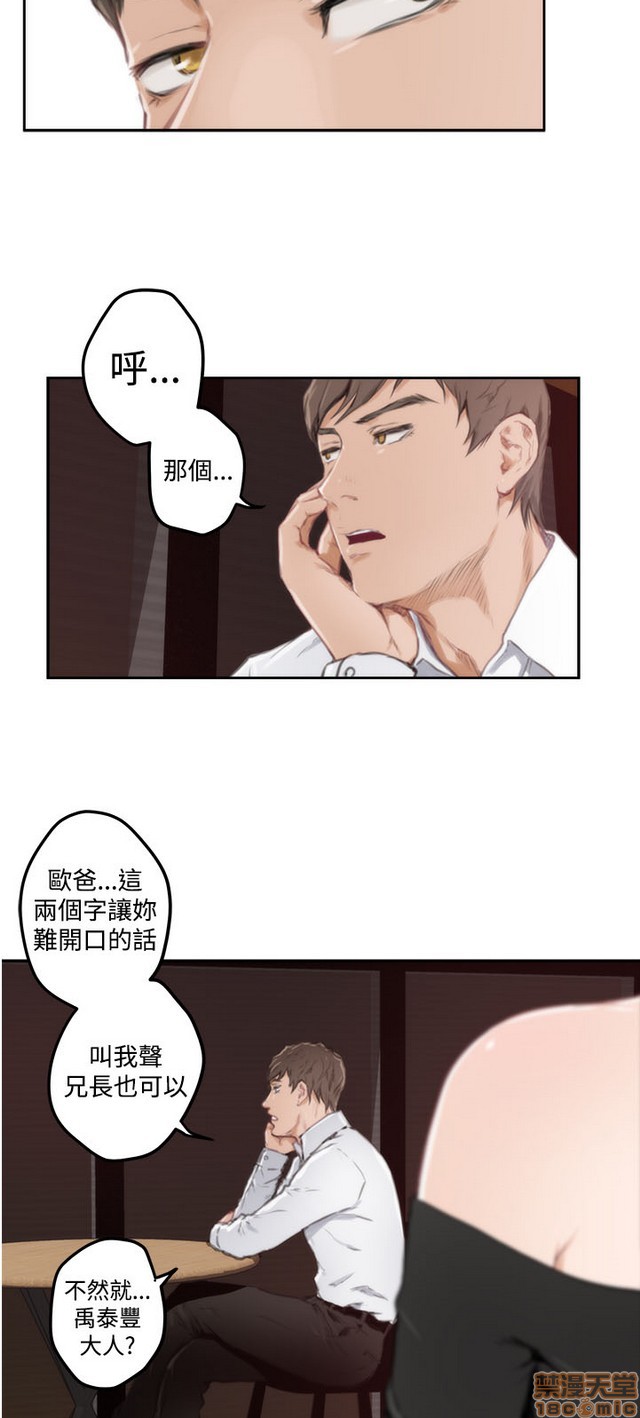 呼…
那個…
歐爸…這
兩個字讓妳
難開口的話
叫我聲
兄長也可以
不然就…
禹泰豐
大人?
禁漫天堂
18comic